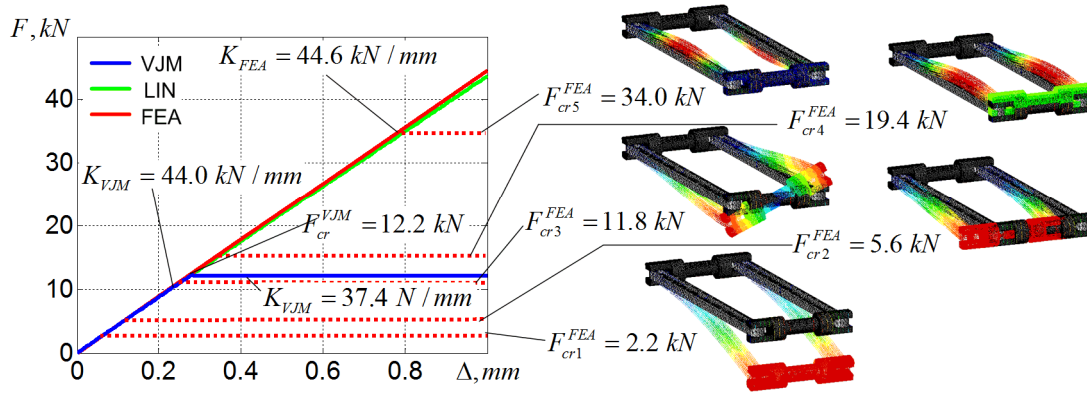 F, kN
VJM
LIN
FEA
K_FEA = 44.6 kN / mm
40
30
20
10
0
K_VJM = 44.0 kN / mm
F_cr^VJM = 12.2 kN
K_VJM = 37.4 N / mm
0
0.2
0.4
0.6
0.8
Δ, mm
F_cr5^FEA = 34.0 kN
F_cr4^FEA = 19.4 kN
F_cr3^FEA = 11.8 kN
F_cr2^FEA = 5.6 kN
F_cr1^FEA = 2.2 kN